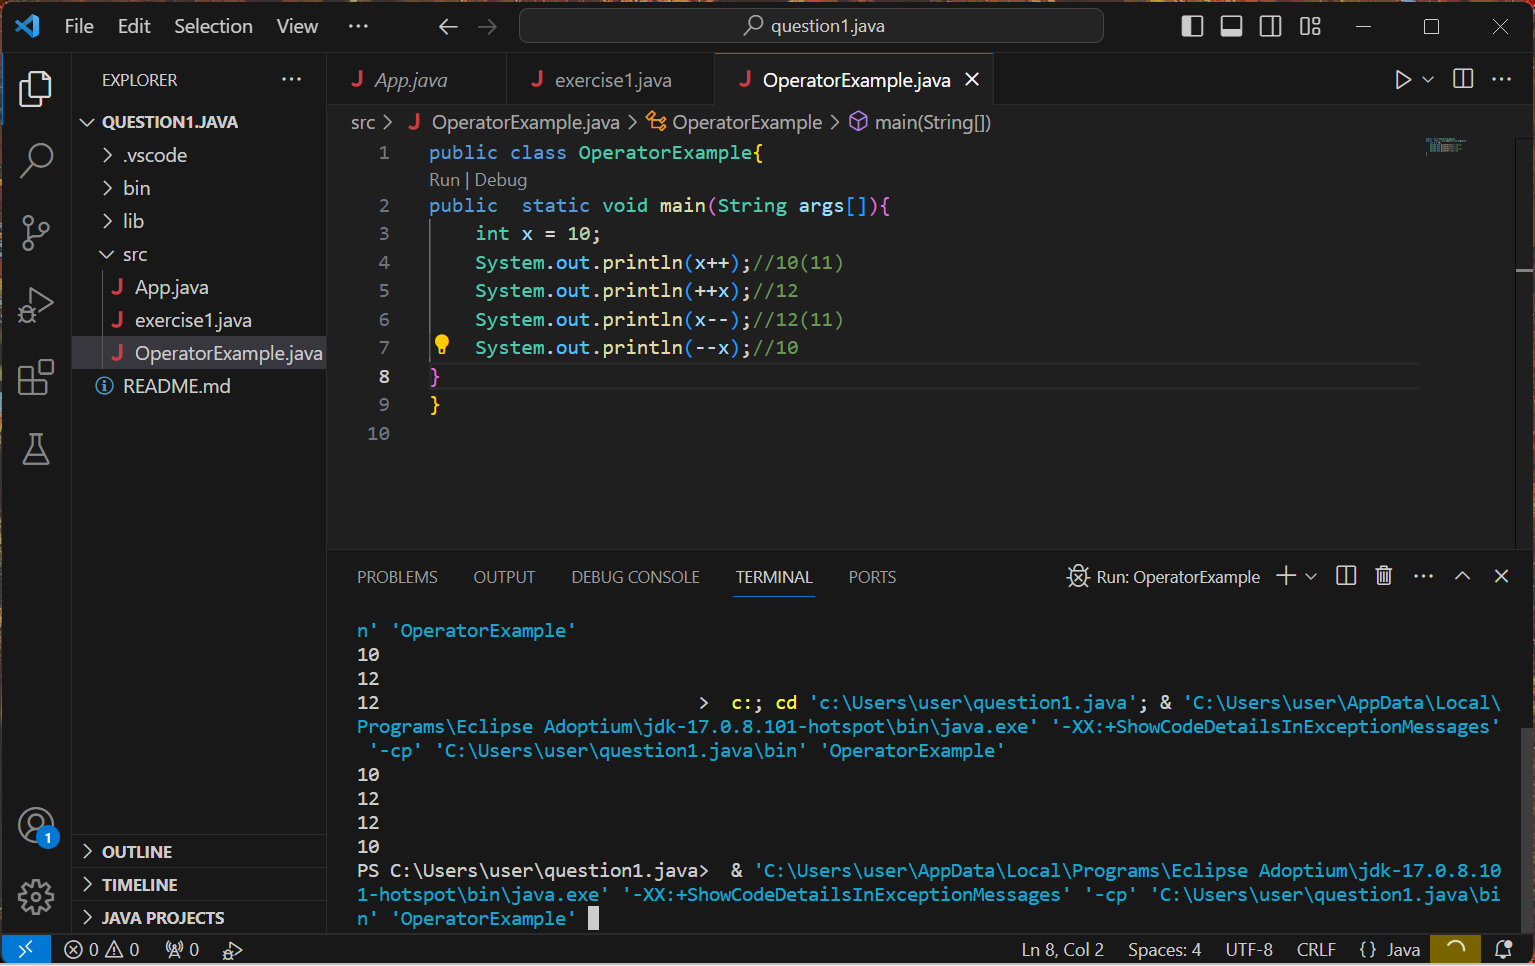 File Edit Selection View ··· question1.java
EXPLORER ···
QUESTION1.JAVA
.vscode
bin
lib
src
App.java
exercise1.java
OperatorExample.java
README.md
OUTLINE
TIMELINE
JAVA PROJECTS
App.java exercise1.java OperatorExample.java
src > OperatorExample.java > OperatorExample > main(String[])
1 public class OperatorExample{
Run | Debug
2 public  static void main(String args[]){
3     int x = 10;
4     System.out.println(x++);//10(11)
5     System.out.println(++x);//12
6     System.out.println(x--);//12(11)
7     System.out.println(--x);//10
8 }
9 }
10
PROBLEMS OUTPUT DEBUG CONSOLE TERMINAL PORTS Run: OperatorExample
n' 'OperatorExample'
10
12
12 >  c:; cd 'c:\Users\user\question1.java'; & 'C:\Users\user\AppData\Local\
Programs\Eclipse Adoptium\jdk-17.0.8.101-hotspot\bin\java.exe' '-XX:+ShowCodeDetailsInExceptionMessages'
'-cp' 'C:\Users\user\question1.java\bin' 'OperatorExample'
10
12
12
10
PS C:\Users\user\question1.java>  & 'C:\Users\user\AppData\Local\Programs\Eclipse Adoptium\jdk-17.0.8.10
1-hotspot\bin\java.exe' '-XX:+ShowCodeDetailsInExceptionMessages' '-cp' 'C:\Users\user\question1.java\bi
n' 'OperatorExample'
1
0 0 0 Ln 8, Col 2 Spaces: 4 UTF-8 CRLF {} Java